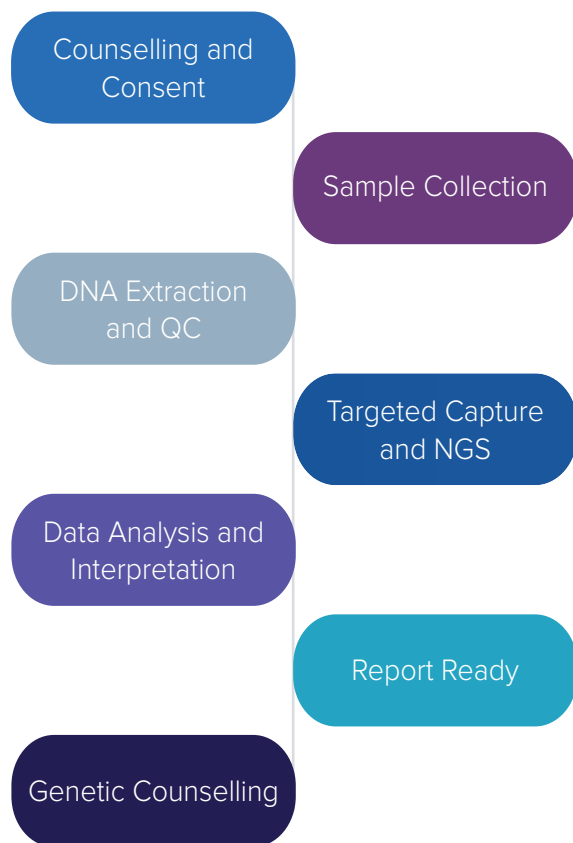 Counselling and
Consent
Sample Collection
DNA Extraction
and QC
Targeted Capture
and NGS
Data Analysis and
Interpretation
Report Ready
Genetic Counselling